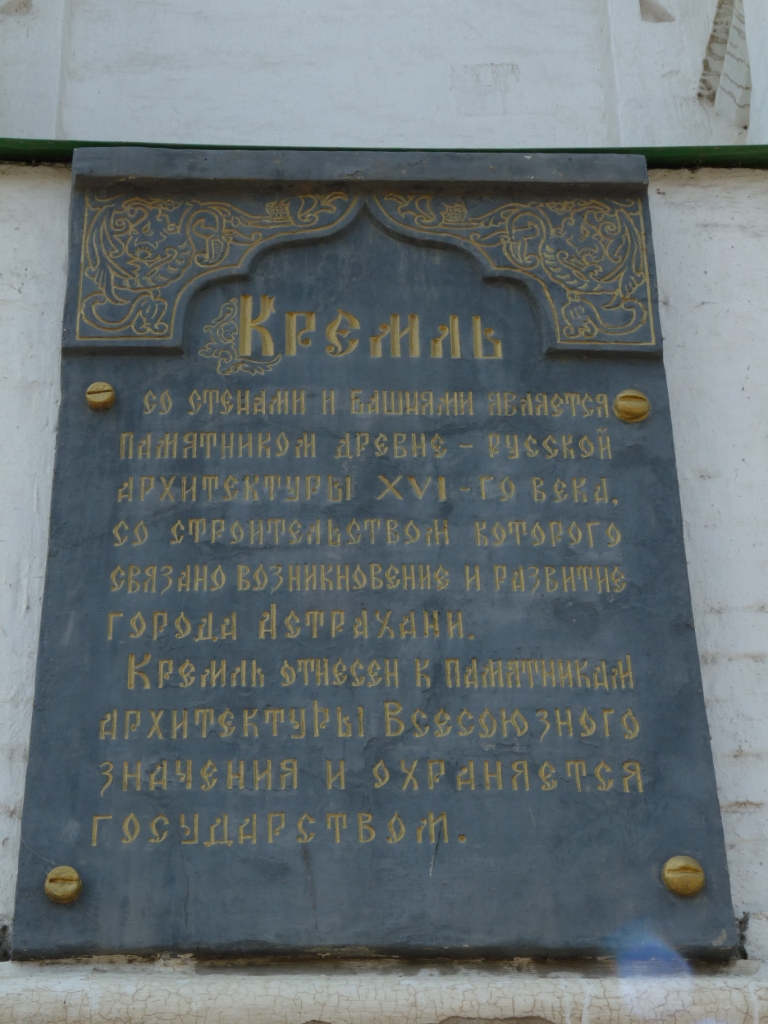 Кремль
со стенами и башнями является
памятником древне - русской
архитектуры XVI - го века,
со строительством которого
связано возникновение и развитие
города Астрахани.
Кремль отнесен к памятникам
архитектуры Всесоюзного
значения и охраняется
государством.